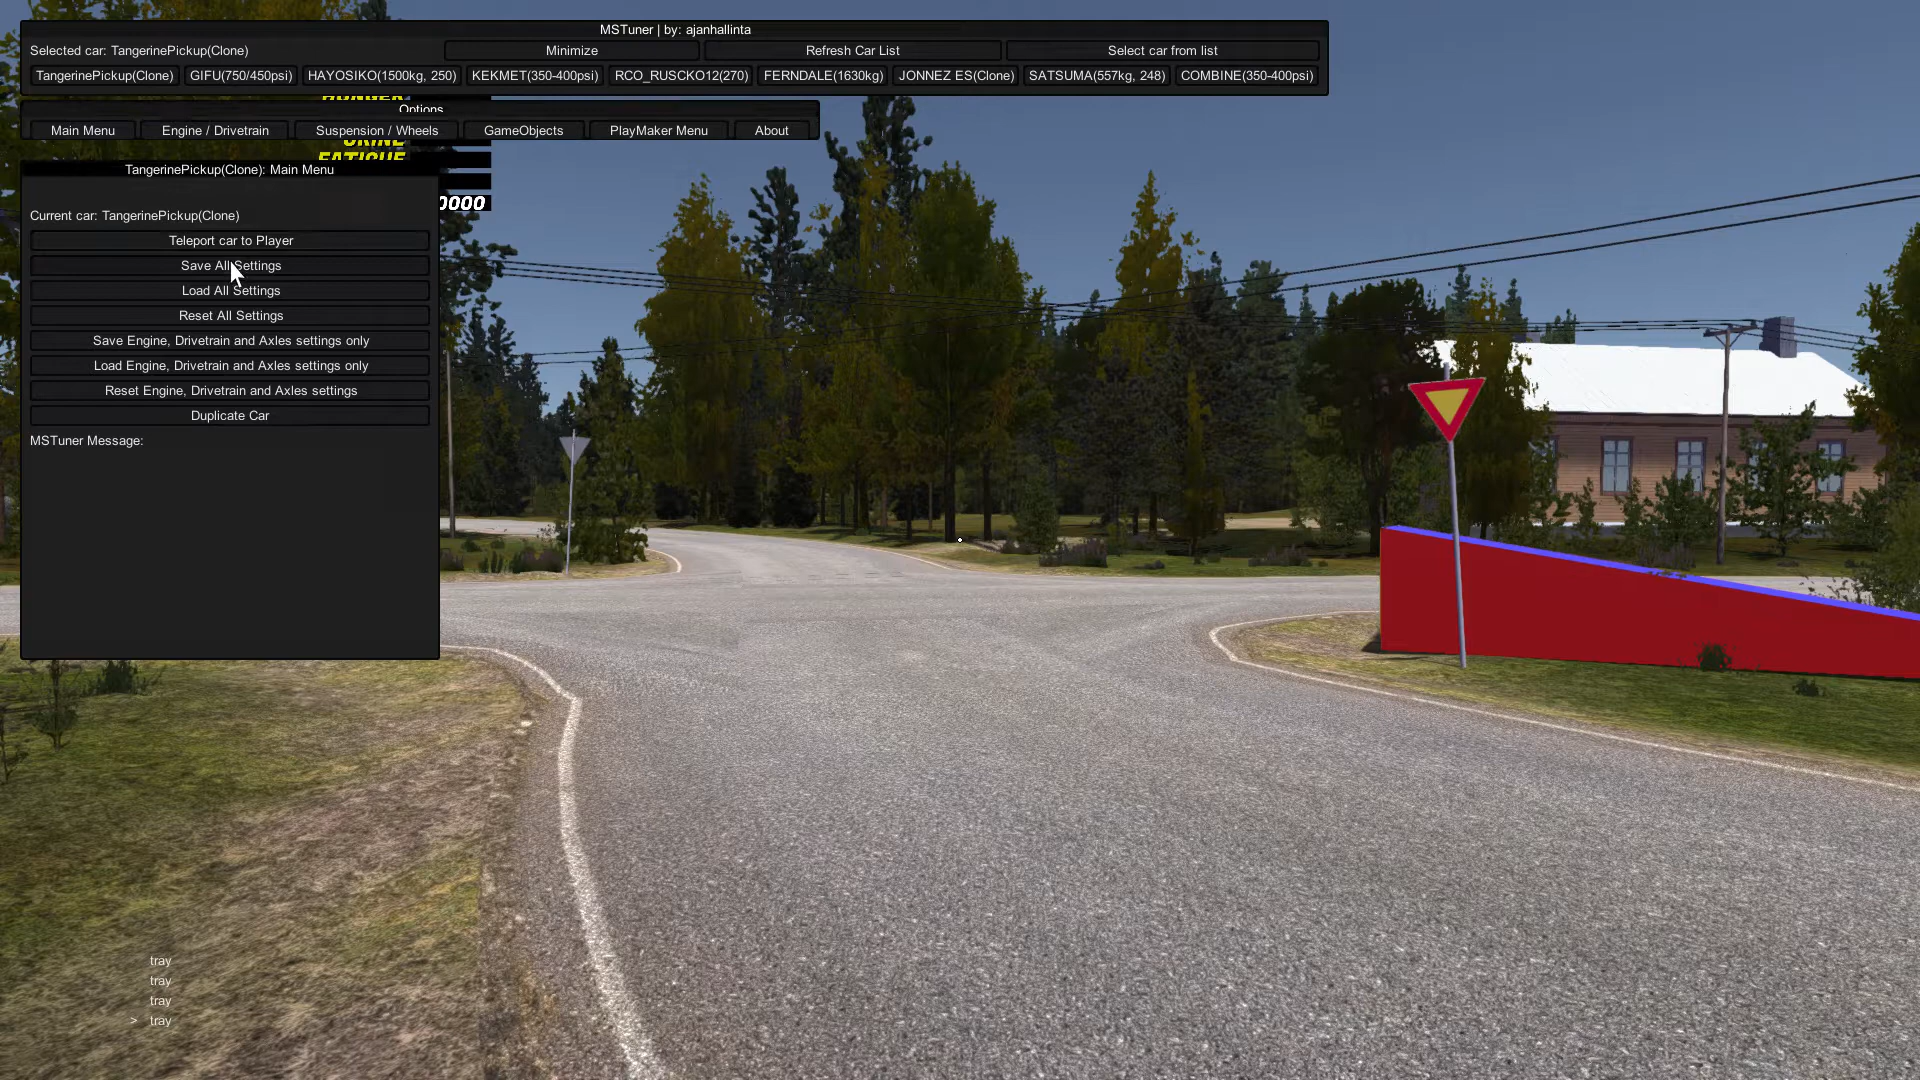 MSTuner | by: ajanhallinta
Selected car: TangerinePickup(Clone)
Minimize
Refresh Car List
Select car from list
TangerinePickup(Clone)
GIFU(750/450psi)
HAYOSIKO(1500kg, 250)
KEKMET(350-400psi)
RCO_RUSCKO12(270)
FERNDALE(1630kg)
JONNEZ ES(Clone)
SATSUMA(557kg, 248)
COMBINE(350-400psi)
HUNGER
Options
Main Menu
Engine / Drivetrain
Suspension / Wheels
GameObjects
PlayMaker Menu
About
URINE
FATIGUE
TangerinePickup(Clone): Main Menu
0000
Current car: TangerinePickup(Clone)
Teleport car to Player
Save All Settings
Load All Settings
Reset All Settings
Save Engine, Drivetrain and Axles settings only
Load Engine, Drivetrain and Axles settings only
Reset Engine, Drivetrain and Axles settings
Duplicate Car
MSTuner Message:
tray
tray
tray
> tray